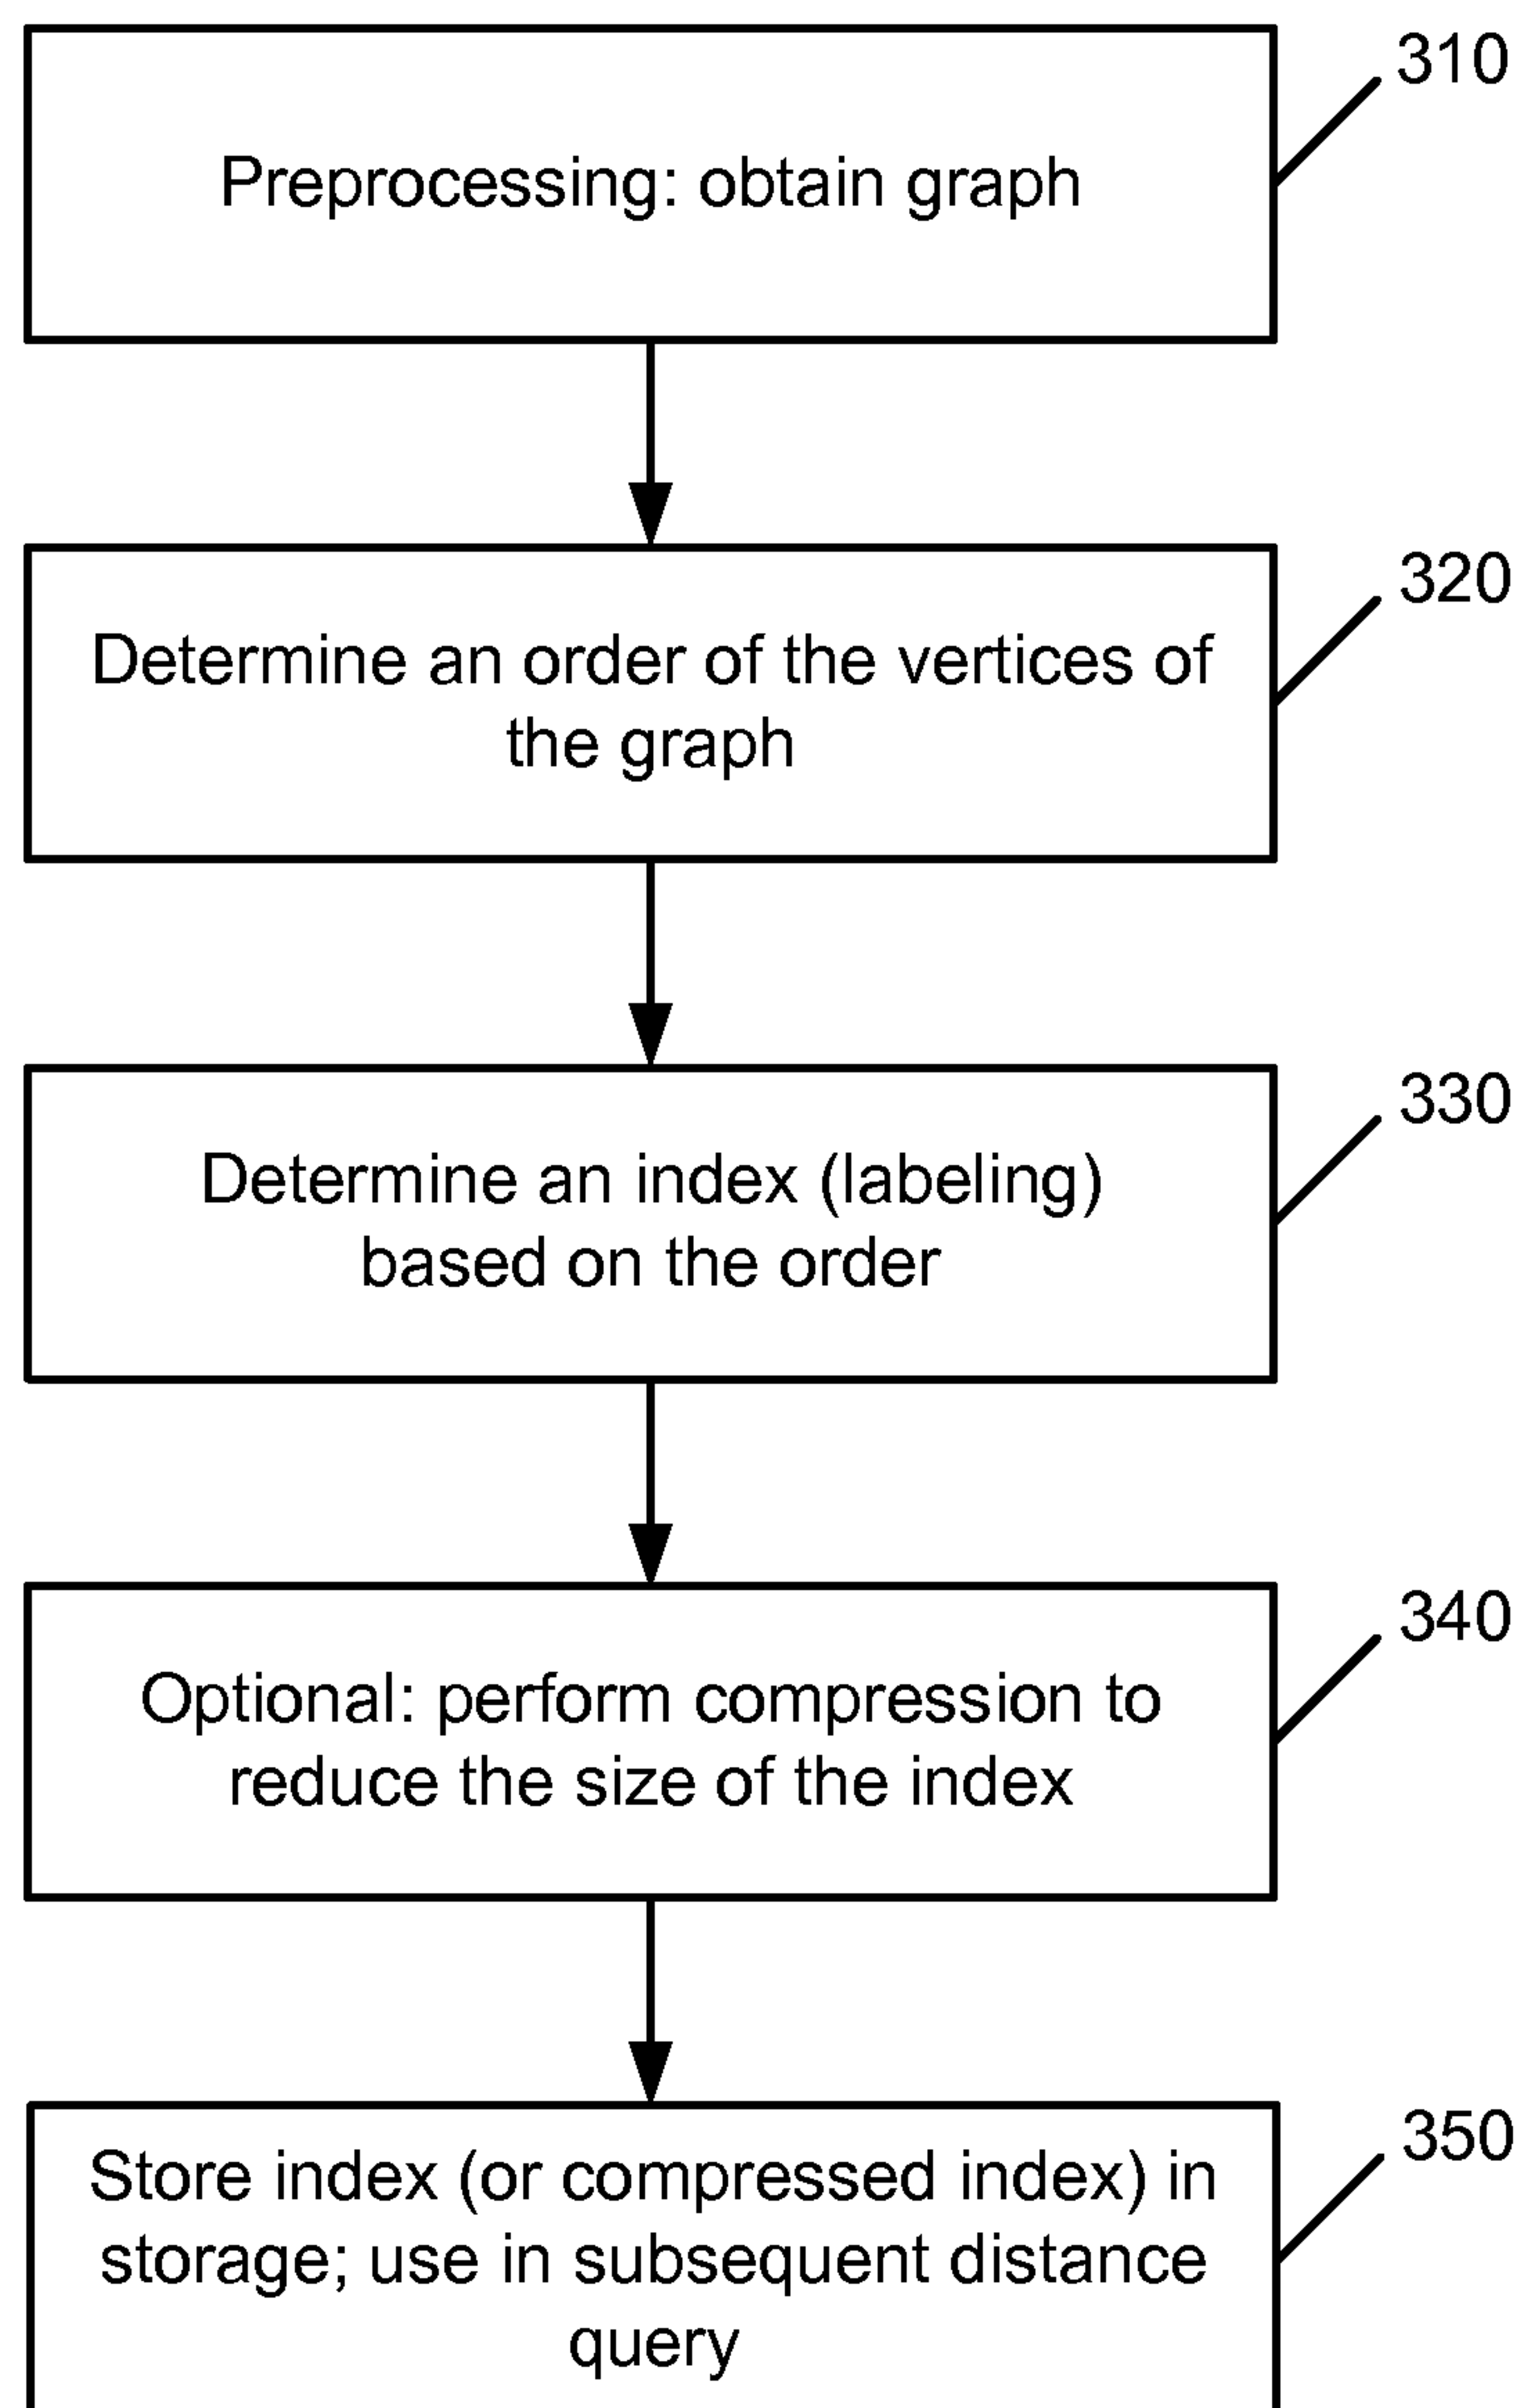 310
Preprocessing: obtain graph
320
Determine an order of the vertices of
the graph
330
Determine an index (labeling)
based on the order
340
Optional: perform compression to
reduce the size of the index
350
Store index (or compressed index) in
storage; use in subsequent distance
query